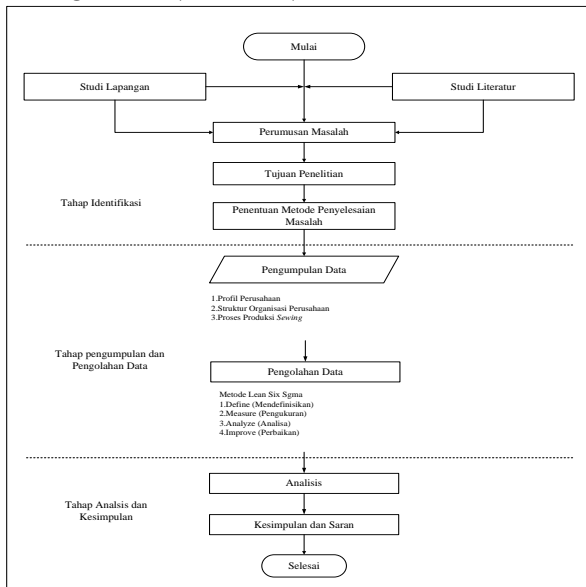 Mulai
Studi Lapangan
Studi Literatur
Perumusan Masalah
Tujuan Penelitian
Tahap Identifikasi
Penentuan Metode Penyelesaian
Masalah
Pengumpulan Data
1.Profil Perusahaan
2.Struktur Organisasi Perusahaan
3.Proses Produksi Sewing
Tahap pengumpulan dan
Pengolahan Data
Pengolahan Data
Metode Lean Six Sgma
1.Define (Mendefinisikan)
2.Measure (Pengukuran)
3.Analyze (Analisa)
4.Improve (Perbaikan)
Tahap Analsis dan
Kesimpulan
Analisis
Kesimpulan dan Saran
Selesai